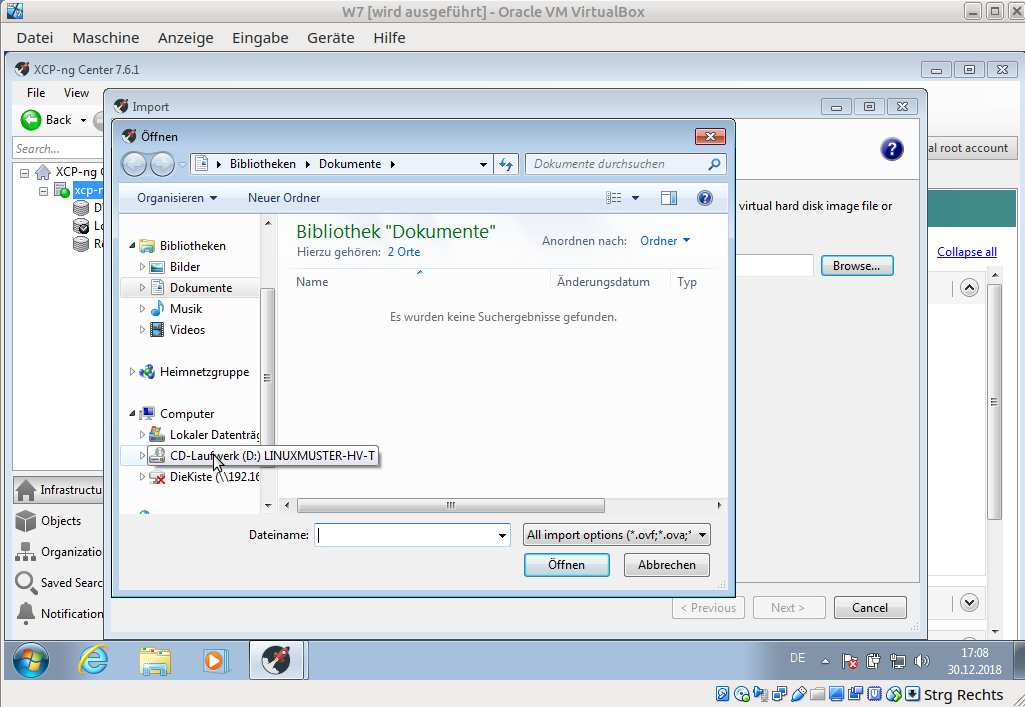 W7 [wird ausgeführt] - Oracle VM VirtualBox
Datei Maschine Anzeige Eingabe Geräte Hilfe
XCP-ng Center 7.6.1
File View
Import
Back
Öffnen
Search...
Bibliotheken Dokumente
Dokumente durchsuchen
al root account
XCP-ng
xcp-n
Organisieren Neuer Ordner
virtual hard disk image file or
Bibliothek "Dokumente"
Hierzu gehören: 2 Orte
Anordnen nach: Ordner
Collapse all
Bibliotheken
Bilder
Dokumente
Musik
Videos
Heimnetzgruppe
Computer
Lokaler Datenträg
CD-Laufwerk (D:) LINUXMUSTER-HV-T
DieKiste (\\192.16
Name Änderungsdatum Typ
Es wurden keine Suchergebnisse gefunden.
Browse...
Infrastructu
Objects
Organizatio
Saved Searc
Notification
Dateiname:
All import options (*.ovf;*.ova;*
Öffnen Abbrechen
< Previous Next > Cancel
DE
17:08
30.12.2018
Strg Rechts